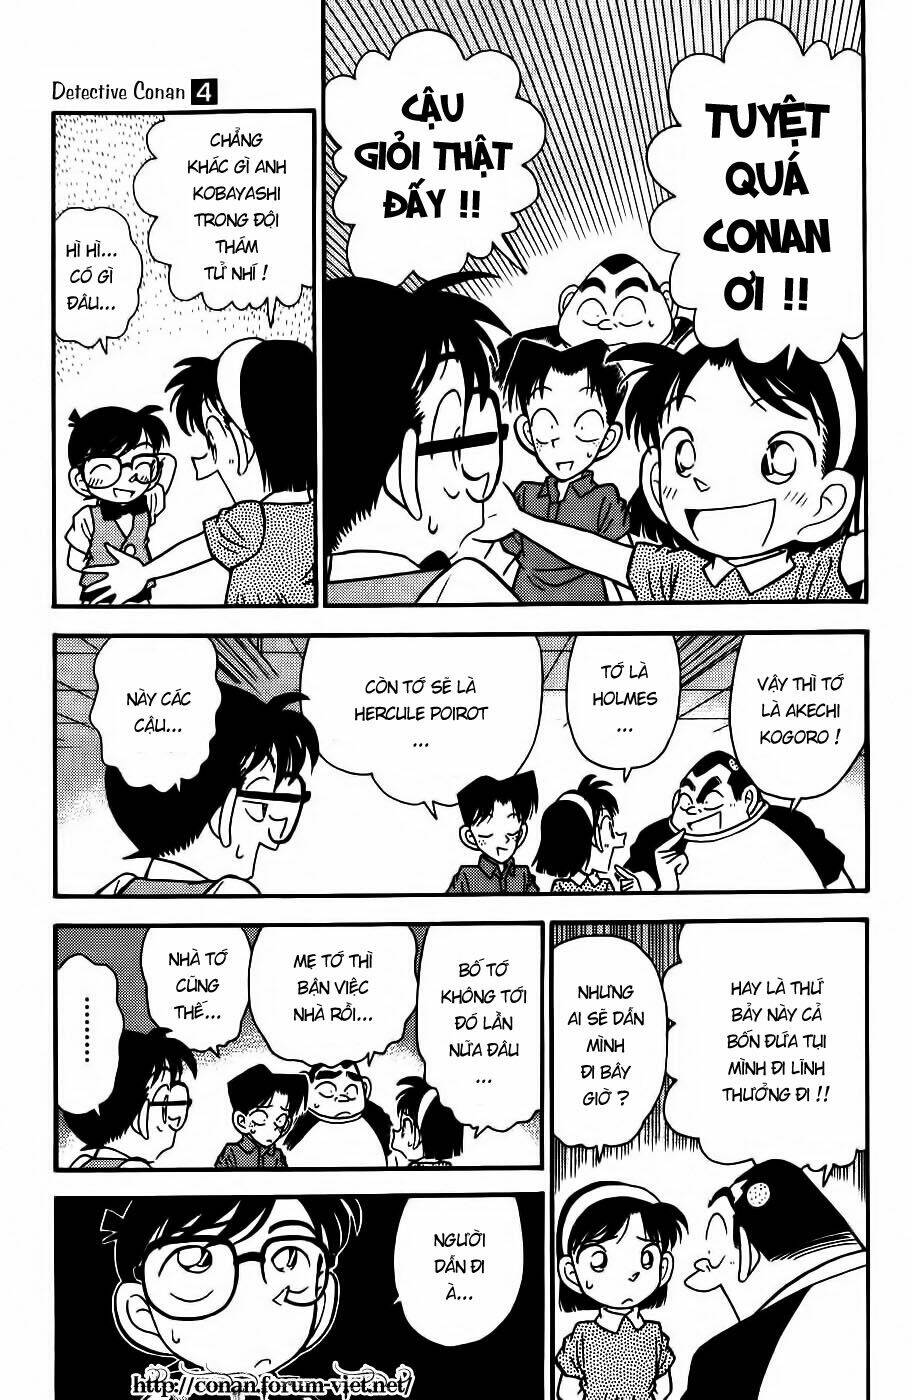 Detective Conan 4
TUYỆT
QUÁ
CONAN
ƠI !!
CẬU
GIỎI THẬT
ĐẤY !!
CHẲNG
KHÁC GÌ ANH
KOBAYASHI
TRONG ĐỘI
THÁM
TỬ NHÍ !
HÌ HÌ...
CÓ GÌ
ĐÂU...
VẬY THÌ TỚ
LÀ AKECHI
KOGORO !
TỚ LÀ
HOLMES
...
CÒN TỚ SẼ LÀ
HERCULE POIROT
...
NÀY CÁC
CẬU...
HAY LÀ THỨ
BẢY NÀY CẢ
BỐN ĐỨA TỤI
MÌNH ĐI LĨNH
THƯỞNG ĐI !!
NHƯNG
AI SẼ DẪN
MÌNH
ĐI BÂY
GIỜ ?
BỐ TỚ
KHÔNG TỚI
ĐÓ LẦN
NỮA ĐÂU
...
MẸ TỚ THÌ
BẬN VIỆC
NHÀ RỒI...
NHÀ TỚ
CŨNG
THẾ...
......
NGƯỜI
DẪN ĐI
À...
http://conan.forum-viet.net/